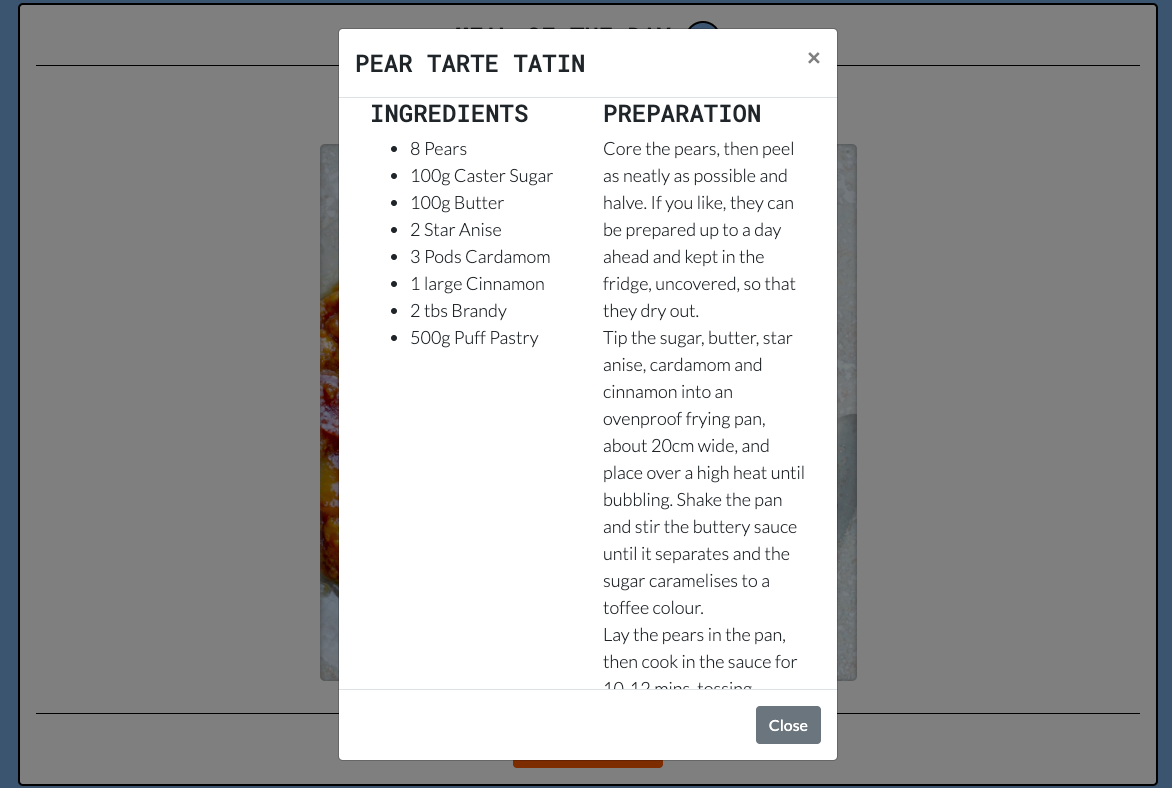 PEAR TARTE TATIN
×
INGREDIENTS
8 Pears
100g Caster Sugar
100g Butter
2 Star Anise
3 Pods Cardamom
1 large Cinnamon
2 tbs Brandy
500g Puff Pastry
PREPARATION
Core the pears, then peel
as neatly as possible and
halve. If you like, they can
be prepared up to a day
ahead and kept in the
fridge, uncovered, so that
they dry out.
Tip the sugar, butter, star
anise, cardamom and
cinnamon into an
ovenproof frying pan,
about 20cm wide, and
place over a high heat until
bubbling. Shake the pan
and stir the buttery sauce
until it separates and the
sugar caramelises to a
toffee colour.
Lay the pears in the pan,
then cook in the sauce for
10-12 mins, tossing
Close